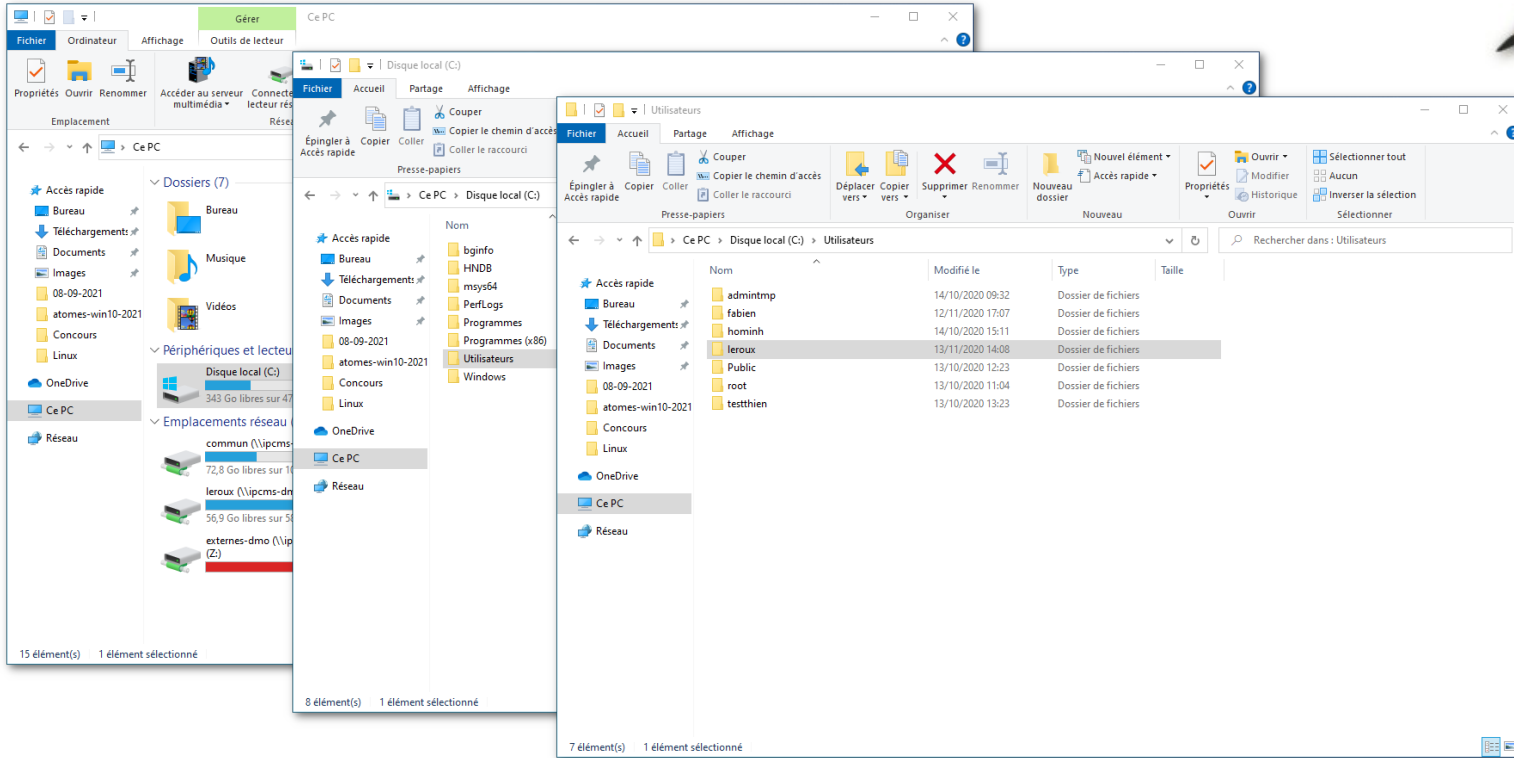 Gérer
Ce PC
Fichier
Ordinateur
Affichage
Outils de lecteur
Propriétés
Ouvrir
Renommer
Accéder au serveur
multimédia
Connecte
lecteur rés
Emplacement
Résea
Ce PC
Accès rapide
Bureau
Téléchargements
Documents
Images
08-09-2021
atomes-win10-2021
Concours
Linux
OneDrive
Ce PC
Réseau
Dossiers (7)
Bureau
Musique
Vidéos
Périphériques et lecteu
Disque local (C:)
343 Go libres sur 47
Emplacements réseau (
commun (\\ipcms-
72,8 Go libres sur 10
leroux (\\ipcms-dm
56,9 Go libres sur 58
externes-dmo (\\ip
(Z:)
15 élément(s)
1 élément sélectionné
Disque local (C:)
Fichier
Accueil
Partage
Affichage
Épingler à
Accès rapide
Copier
Coller
Couper
Copier le chemin d'accès
Coller le raccourci
Presse-papiers
Ce PC > Disque local (C:)
Accès rapide
Bureau
Téléchargements
Documents
Images
08-09-2021
atomes-win10-2021
Concours
Linux
OneDrive
Ce PC
Réseau
Nom
bginfo
HNDB
msys64
PerfLogs
Programmes
Programmes (x86)
Utilisateurs
Windows
8 élément(s)
1 élément sélectionné
Utilisateurs
Fichier
Accueil
Partage
Affichage
Épingler à
Accès rapide
Copier
Coller
Couper
Copier le chemin d'accès
Coller le raccourci
Presse-papiers
Déplacer
vers
Copier
vers
Supprimer
Renommer
Organiser
Nouveau
dossier
Nouvel élément
Accès rapide
Nouveau
Propriétés
Ouvrir
Modifier
Historique
Ouvrir
Sélectionner tout
Aucun
Inverser la sélection
Sélectionner
Ce PC > Disque local (C:) > Utilisateurs
Rechercher dans : Utilisateurs
Accès rapide
Bureau
Téléchargements
Documents
Images
08-09-2021
atomes-win10-2021
Concours
Linux
OneDrive
Ce PC
Réseau
Nom Modifié le Type Taille
admintmp 14/10/2020 09:32 Dossier de fichiers
fabien 12/11/2020 17:07 Dossier de fichiers
hominh 14/10/2020 15:11 Dossier de fichiers
leroux 13/11/2020 14:08 Dossier de fichiers
Public 13/10/2020 12:23 Dossier de fichiers
root 13/10/2020 11:04 Dossier de fichiers
testthien 13/10/2020 13:23 Dossier de fichiers
7 élément(s)
1 élément sélectionné